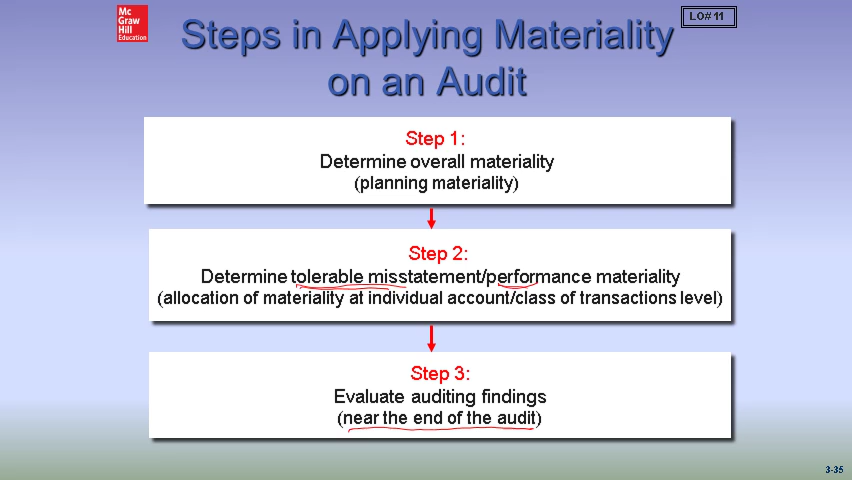 Mc
Graw
Hill
Education
LO# 11
Steps in Applying Materiality
on an Audit
Step 1:
Determine overall materiality
(planning materiality)
Step 2:
Determine tolerable misstatement/performance materiality
(allocation of materiality at individual account/class of transactions level)
Step 3:
Evaluate auditing findings
(near the end of the audit)
3-35